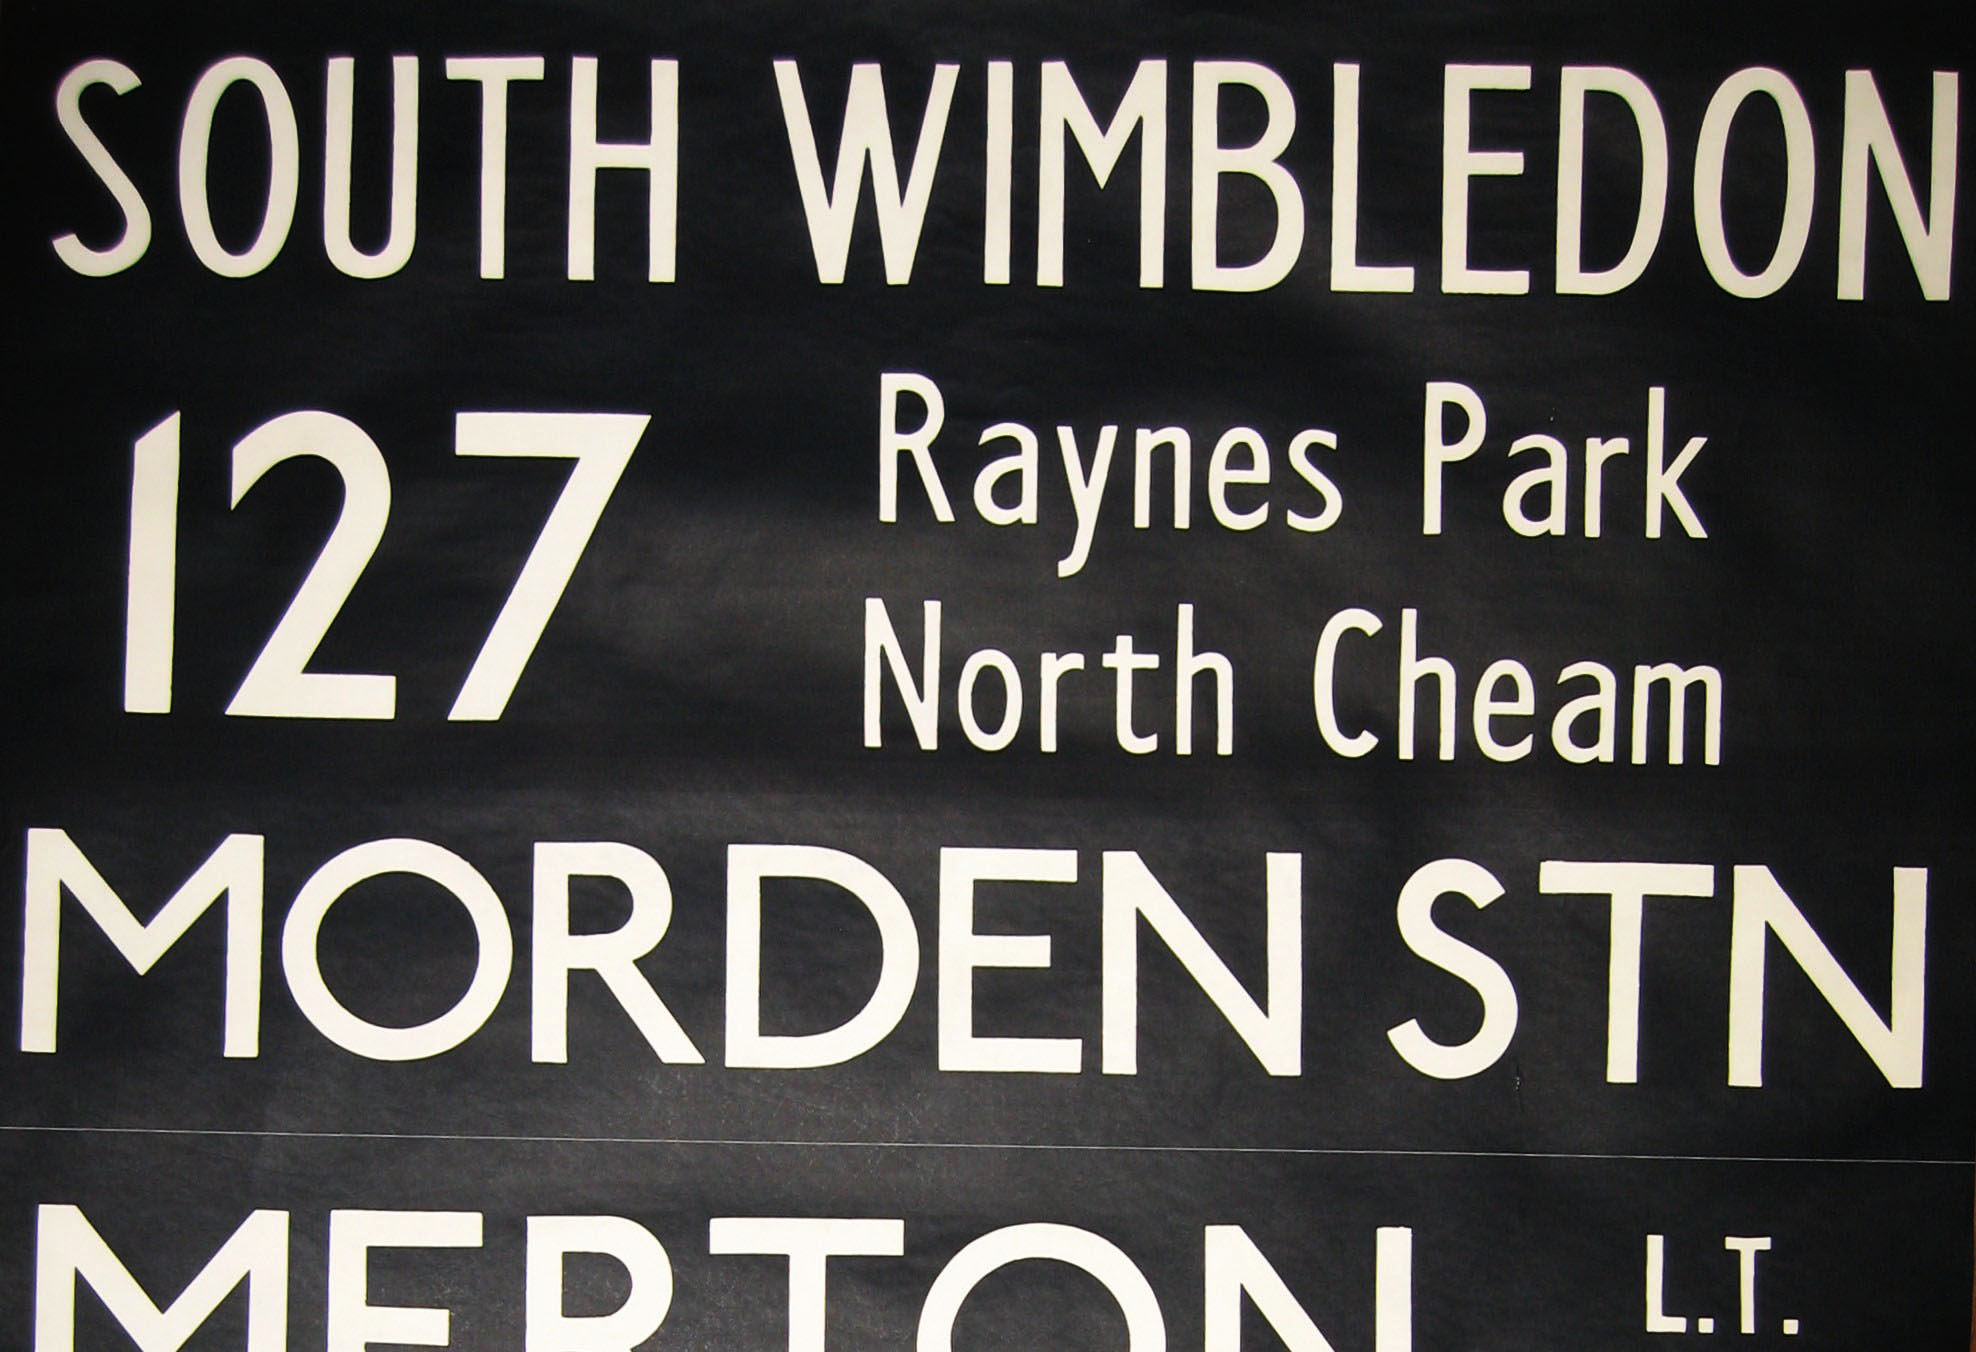 SOUTH WIMBLEDON
127
Raynes Park
North Cheam
MORDEN STN
MERTON
L.T.